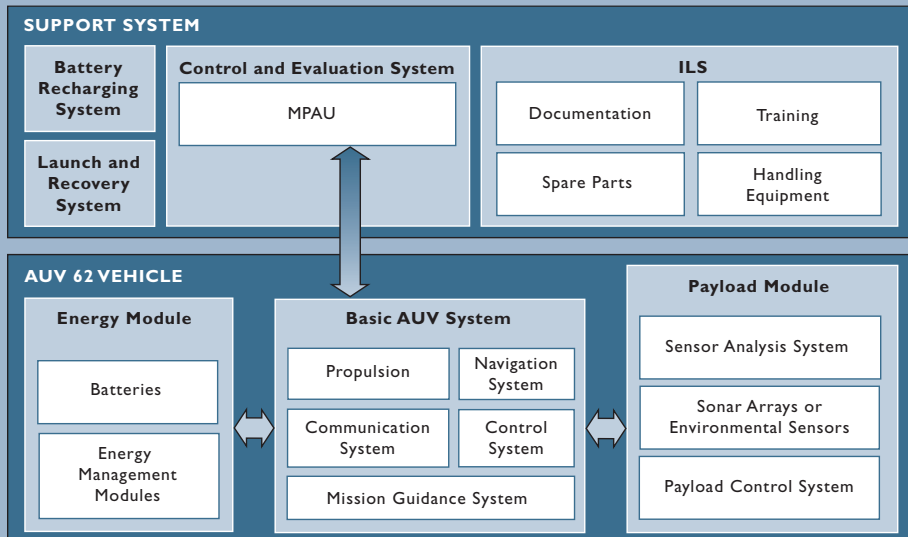 SUPPORT SYSTEM
Battery
Recharging
System
Launch and
Recovery
System
Control and Evaluation System
MPAU
ILS
Documentation
Training
Spare Parts
Handling
Equipment
AUV 62 VEHICLE
Energy Module
Batteries
Energy
Management
Modules
Basic AUV System
Propulsion
Navigation
System
Communication
System
Control
System
Mission Guidance System
Payload Module
Sensor Analysis System
Sonar Arrays or
Environmental Sensors
Payload Control System